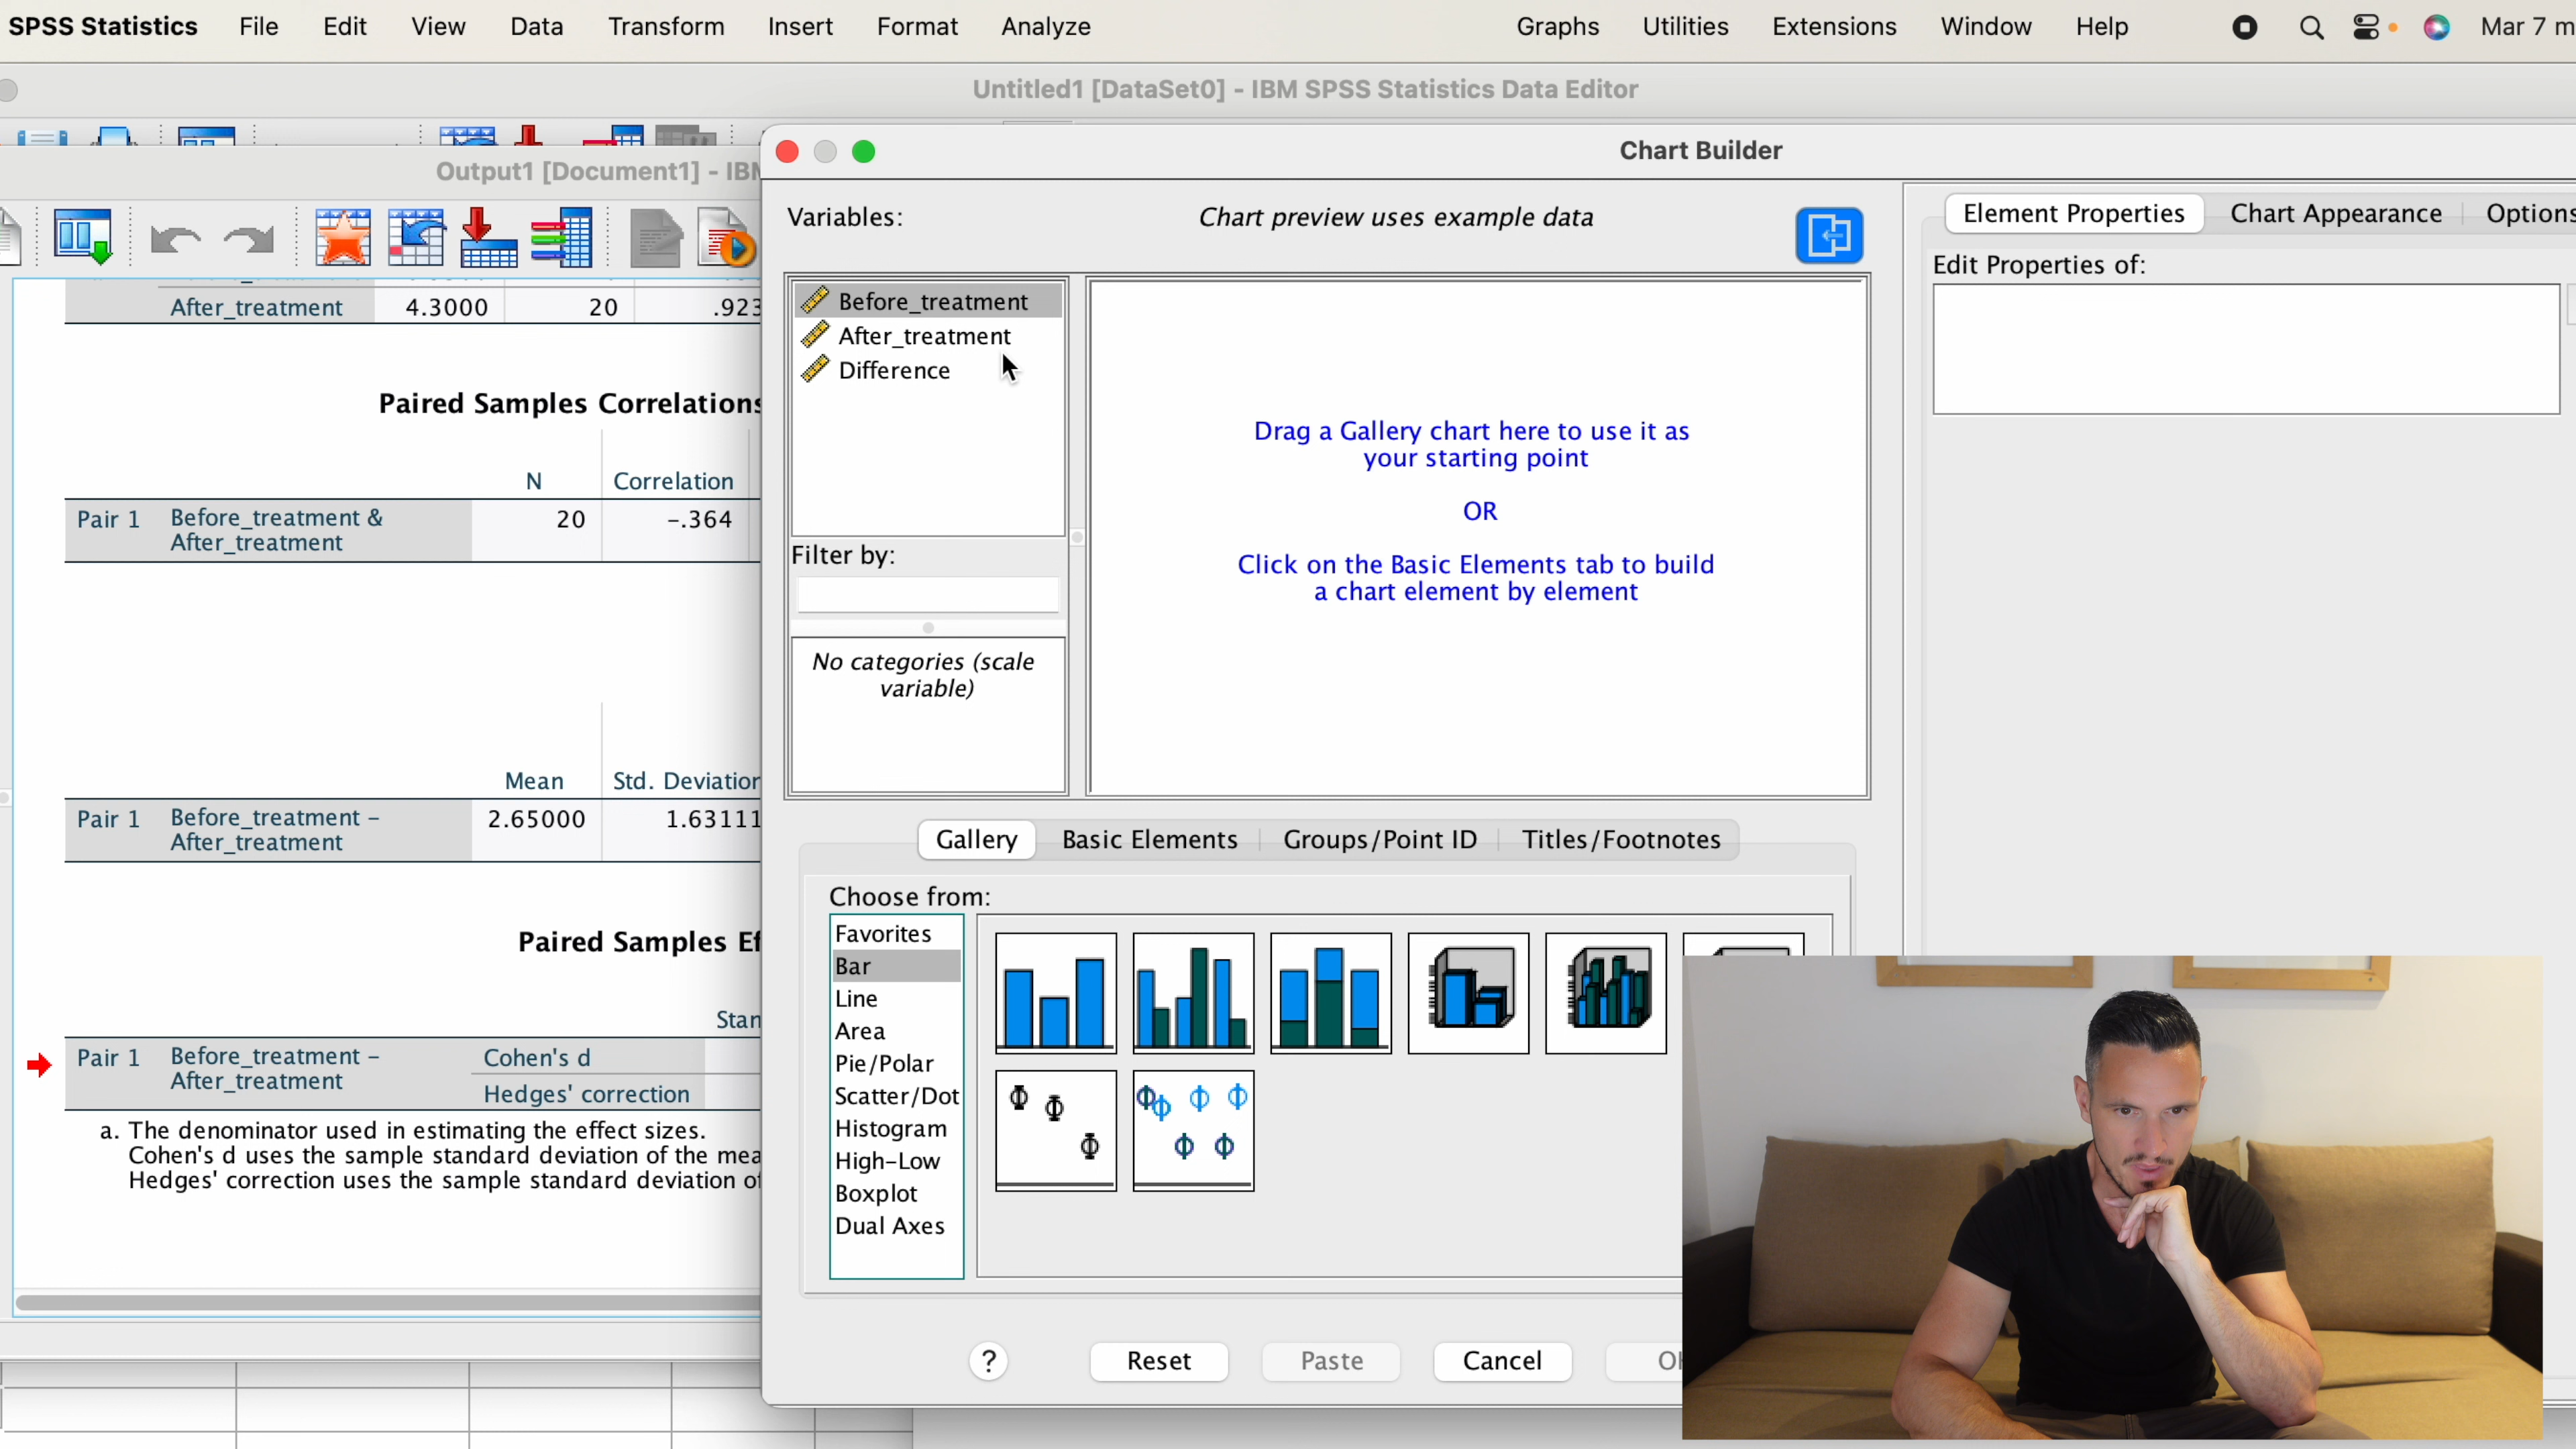 SPSS Statistics File Edit View Data Transform Insert Format Analyze Graphs Utilities Extensions Window Help Mar 7
Untitled1 [DataSet0] - IBM SPSS Statistics Data Editor
Output1 [Document1] -
Chart Builder
Variables:
Chart preview uses example data
Element Properties Chart Appearance Options
Edit Properties of:
Before_treatment
After_treatment
Difference
Drag a Gallery chart here to use it as
your starting point
OR
Click on the Basic Elements tab to build
a chart element by element
Filter by:
No categories (scale
variable)
Gallery Basic Elements Groups/Point ID Titles/Footnotes
Choose from:
Favorites
Bar
Line
Area
Pie/Polar
Scatter/Dot
Histogram
High-Low
Boxplot
Dual Axes
? Reset Paste Cancel
After_treatment 4.3000 20 .923
Paired Samples Correlations
N Correlation
Pair 1 Before_treatment & 20 -.364
After_treatment
Mean Std. Deviation
Pair 1 Before_treatment - 2.65000 1.63111
After_treatment
Paired Samples
Pair 1 Before_treatment - Cohen's d
After_treatment
Hedges' correction
a. The denominator used in estimating the effect sizes.
Cohen's d uses the sample standard deviation of the
Hedges' correction uses the sample standard deviation